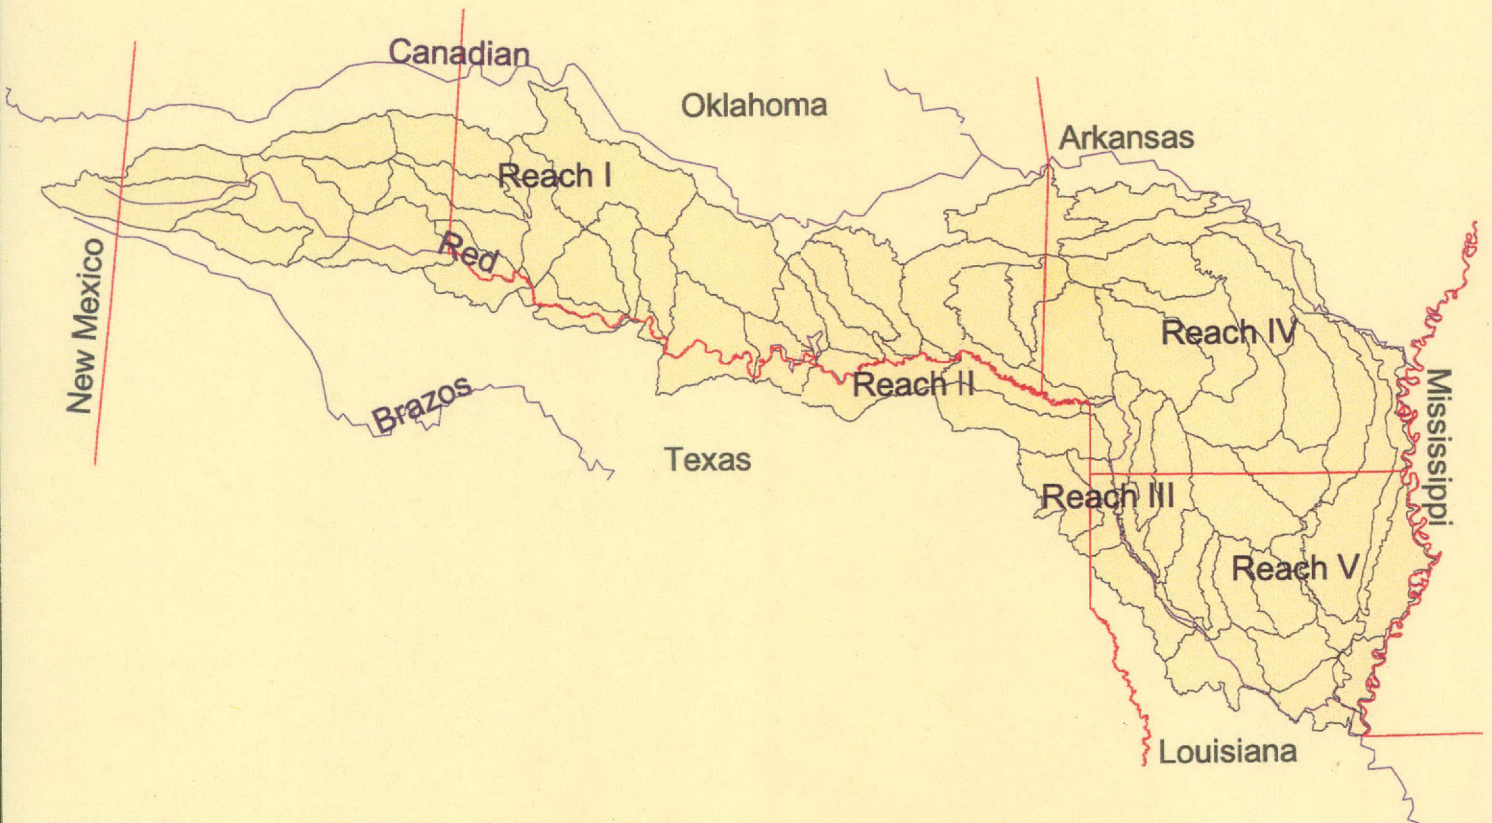 Canadian
Oklahoma
Arkansas
Reach I
Red
New Mexico
Reach IV
Reach II
Brazos
Mississippi
Texas
Reach III
Reach V
Louisiana